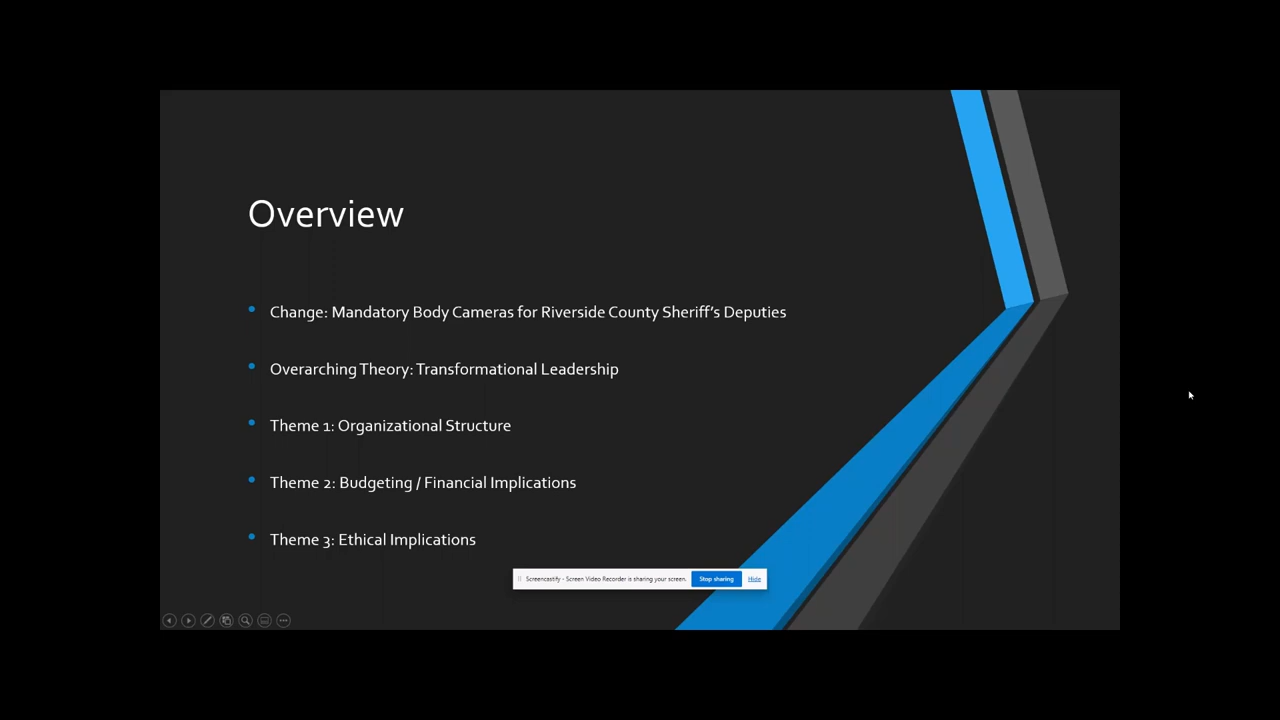 Overview
Change: Mandatory Body Cameras for Riverside County Sheriff's Deputies
Overarching Theory: Transformational Leadership
Theme 1: Organizational Structure
Theme 2: Budgeting / Financial Implications
Theme 3: Ethical Implications
Screencastify - Screen Video Recorder is sharing your screen. Stop sharing Hide